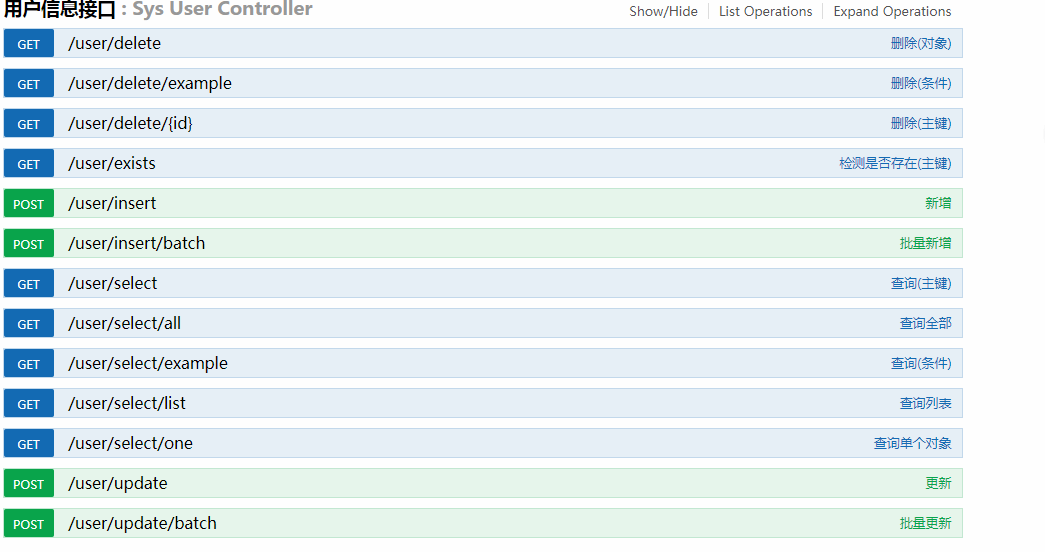 用户信息接口 : Sys User Controller Show/Hide List Operations Expand Operations
GET /user/delete 删除(对象)
GET /user/delete/example 删除(条件)
GET /user/delete/{id} 删除(主键)
GET /user/exists 检测是否存在(主键)
POST /user/insert 新增
POST /user/insert/batch 批量新增
GET /user/select 查询(主键)
GET /user/select/all 查询全部
GET /user/select/example 查询(条件)
GET /user/select/list 查询列表
GET /user/select/one 查询单个对象
POST /user/update 更新
POST /user/update/batch 批量更新